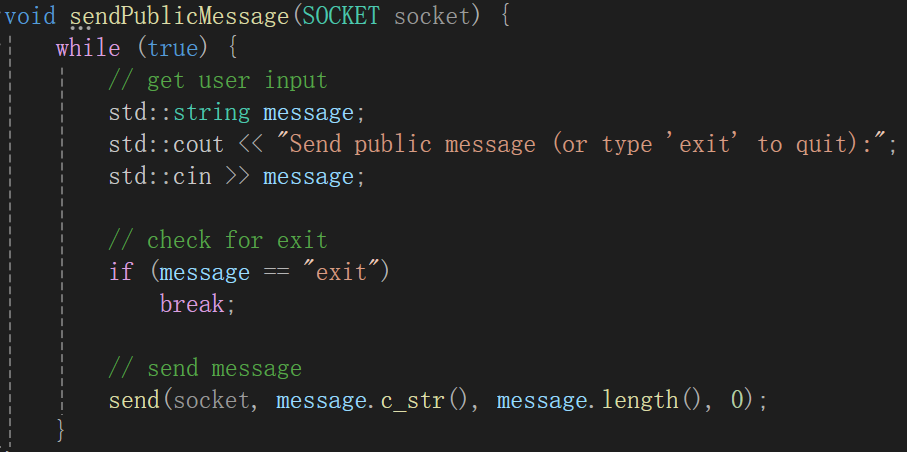 void sendPublicMessage(SOCKET socket) {
while (true) {
// get user input
std::string message;
std::cout << "Send public message (or type 'exit' to quit):";
std::cin >> message;
// check for exit
if (message == "exit")
break;
// send message
send(socket, message.c_str(), message.length(), 0);
}